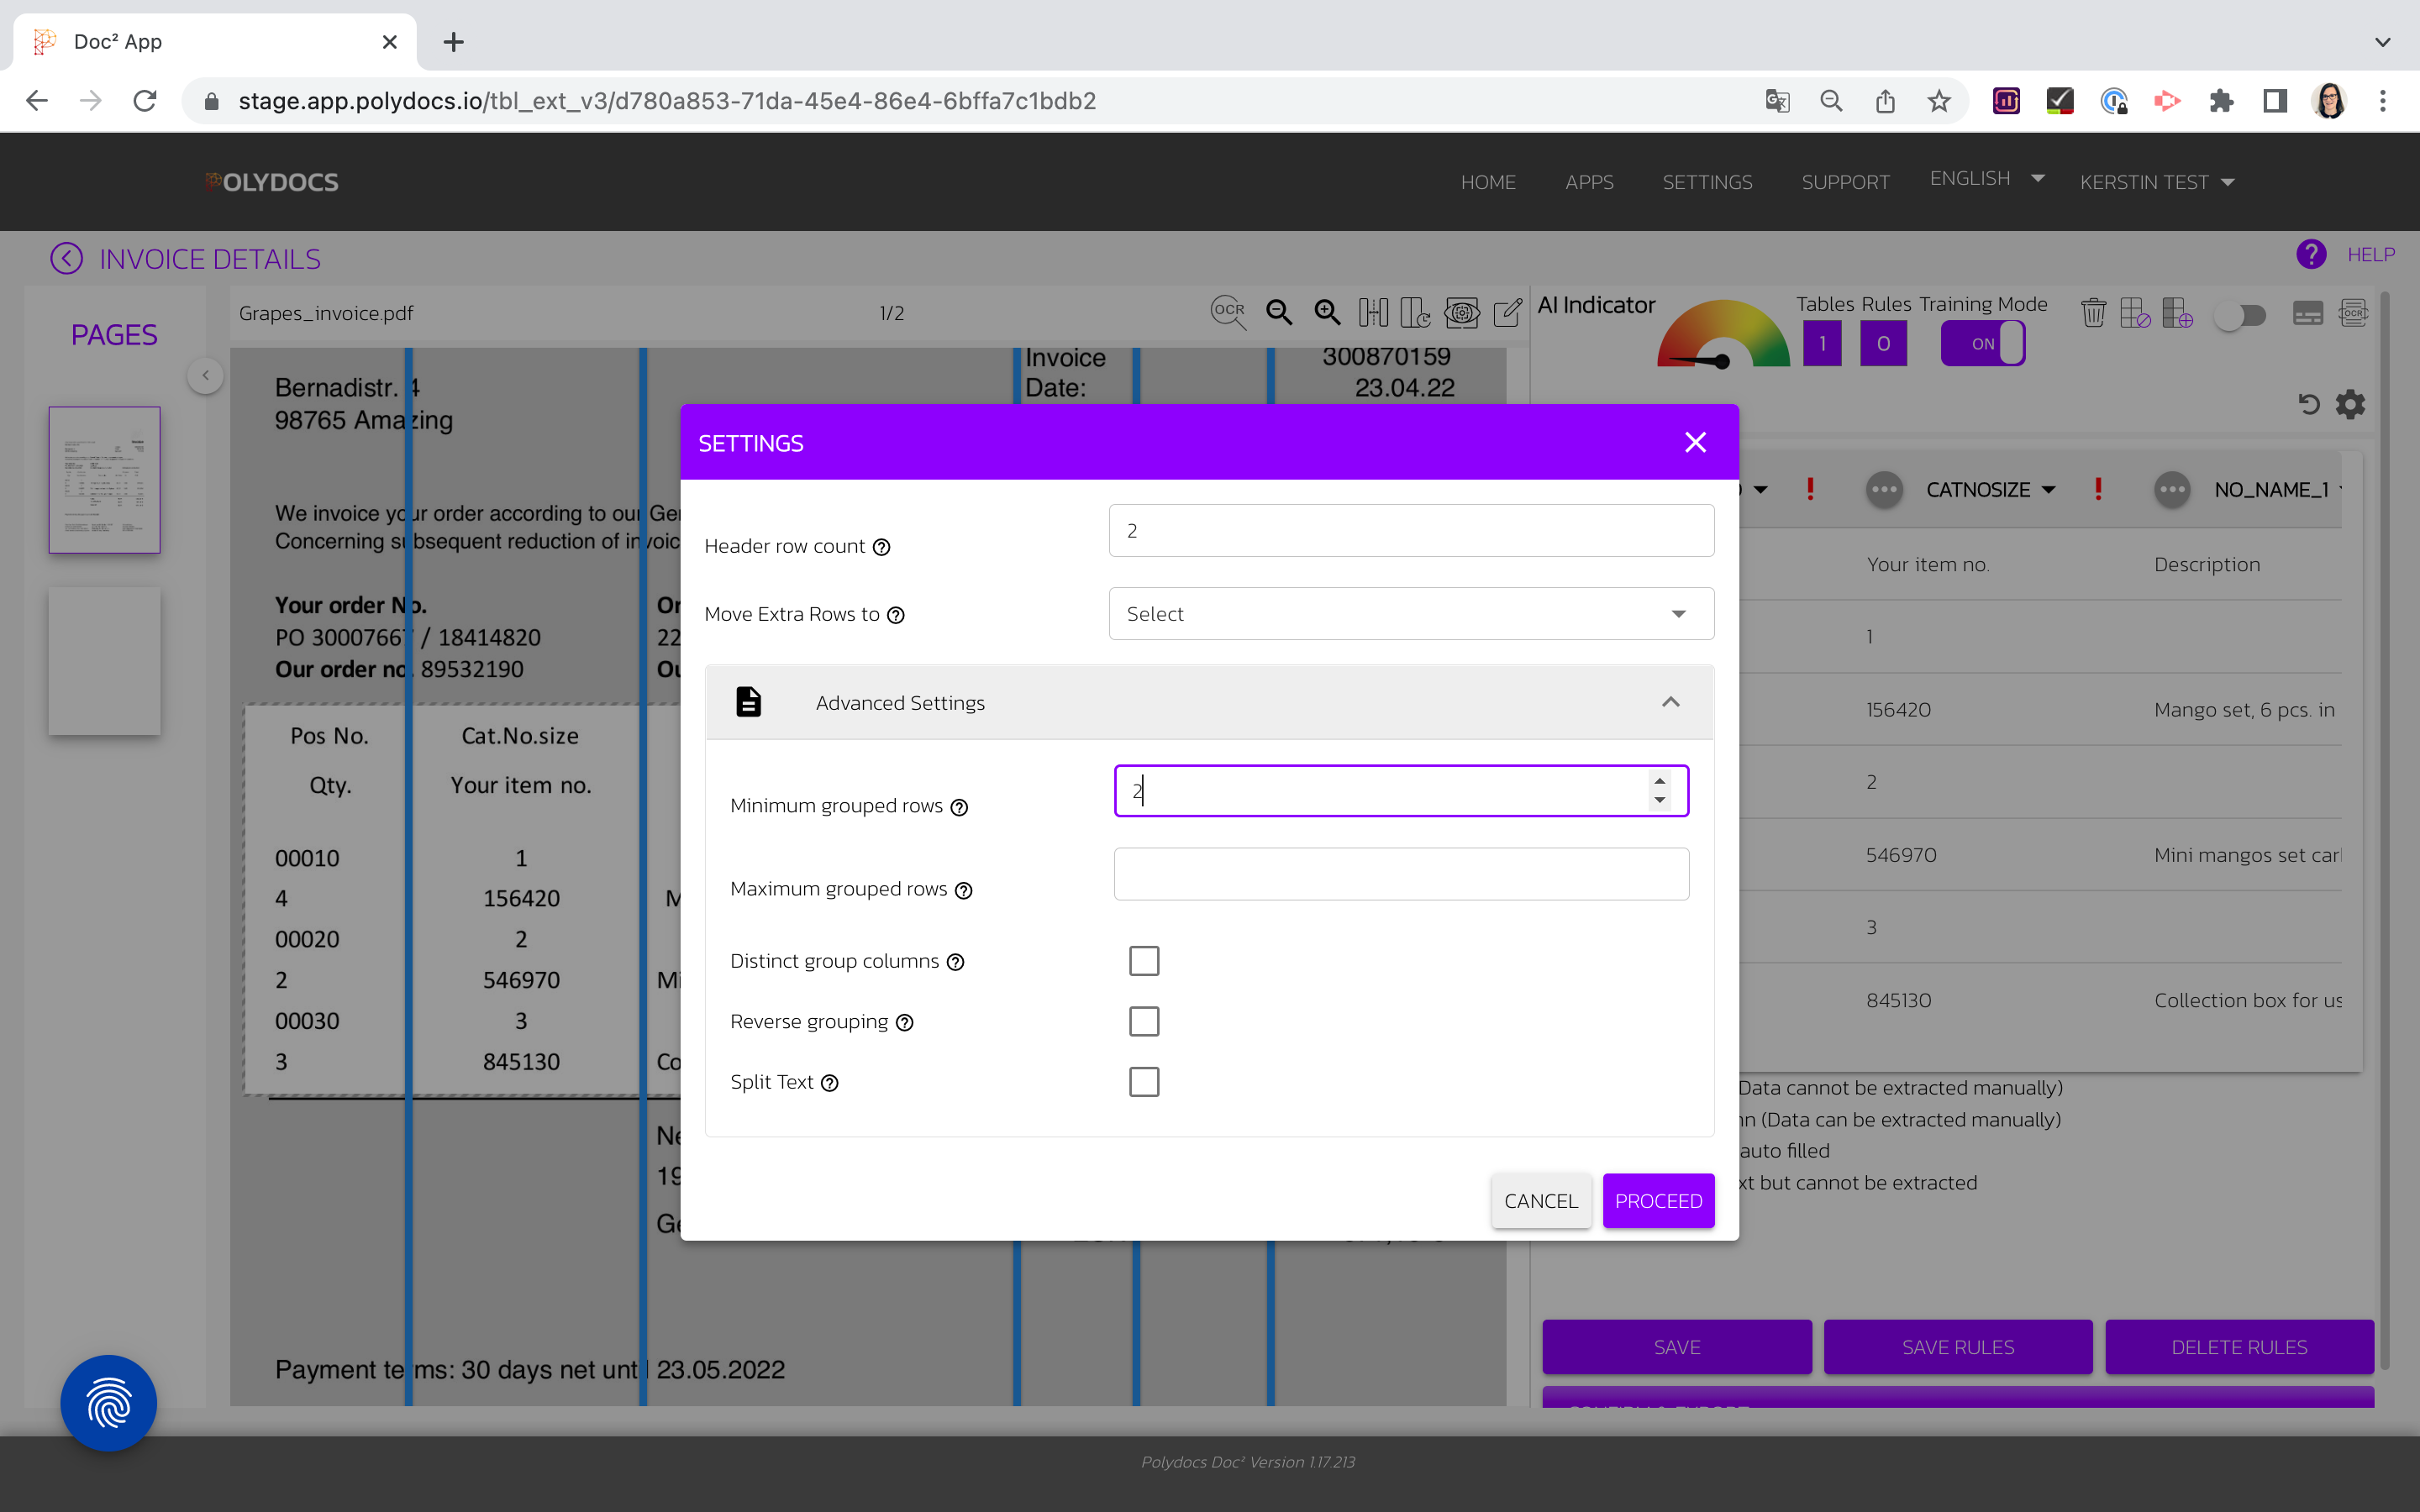 Doc² App
stage.app.polydocs.io/tbl_ext_v3/d780a853-71da-45e4-86e4-6bffa7c1bdb2
POLYDOCS
HOME
APPS
SETTINGS
SUPPORT
ENGLISH
KERSTIN TEST
INVOICE DETAILS
HELP
PAGES
Grapes_invoice.pdf
1/2
OCR
AI Indicator
Tables
Rules
Training Mode
1
0
ON
OCR
Bernadistr. 4
98765 Amazing
Invoice
300870159
Date:
23.04.22
We invoice your order according to our Ge
Concerning subsequent reduction of invoic
Your order No.
PO 30007667 / 18414820
22
Our order no. 89532190
Pos No.
Cat.No.size
Qty.
Your item no.
00010
1
4
156420
00020
2
2
546970
00030
3
3
845130
Payment terms: 30 days net until 23.05.2022
SETTINGS
Header row count
2
Move Extra Rows to
Select
Advanced Settings
Minimum grouped rows
2
Maximum grouped rows
Distinct group columns
Reverse grouping
Split Text
CANCEL
PROCEED
CATNOSIZE
NO_NAME_1
Your item no.
Description
1
156420
Mango set, 6 pcs. in
2
546970
Mini mangos set car
3
845130
Collection box for us
Data cannot be extracted manually)
(Data can be extracted manually)
auto filled
but cannot be extracted
SAVE
SAVE RULES
DELETE RULES
Polydocs Doc² Version 1.17.213